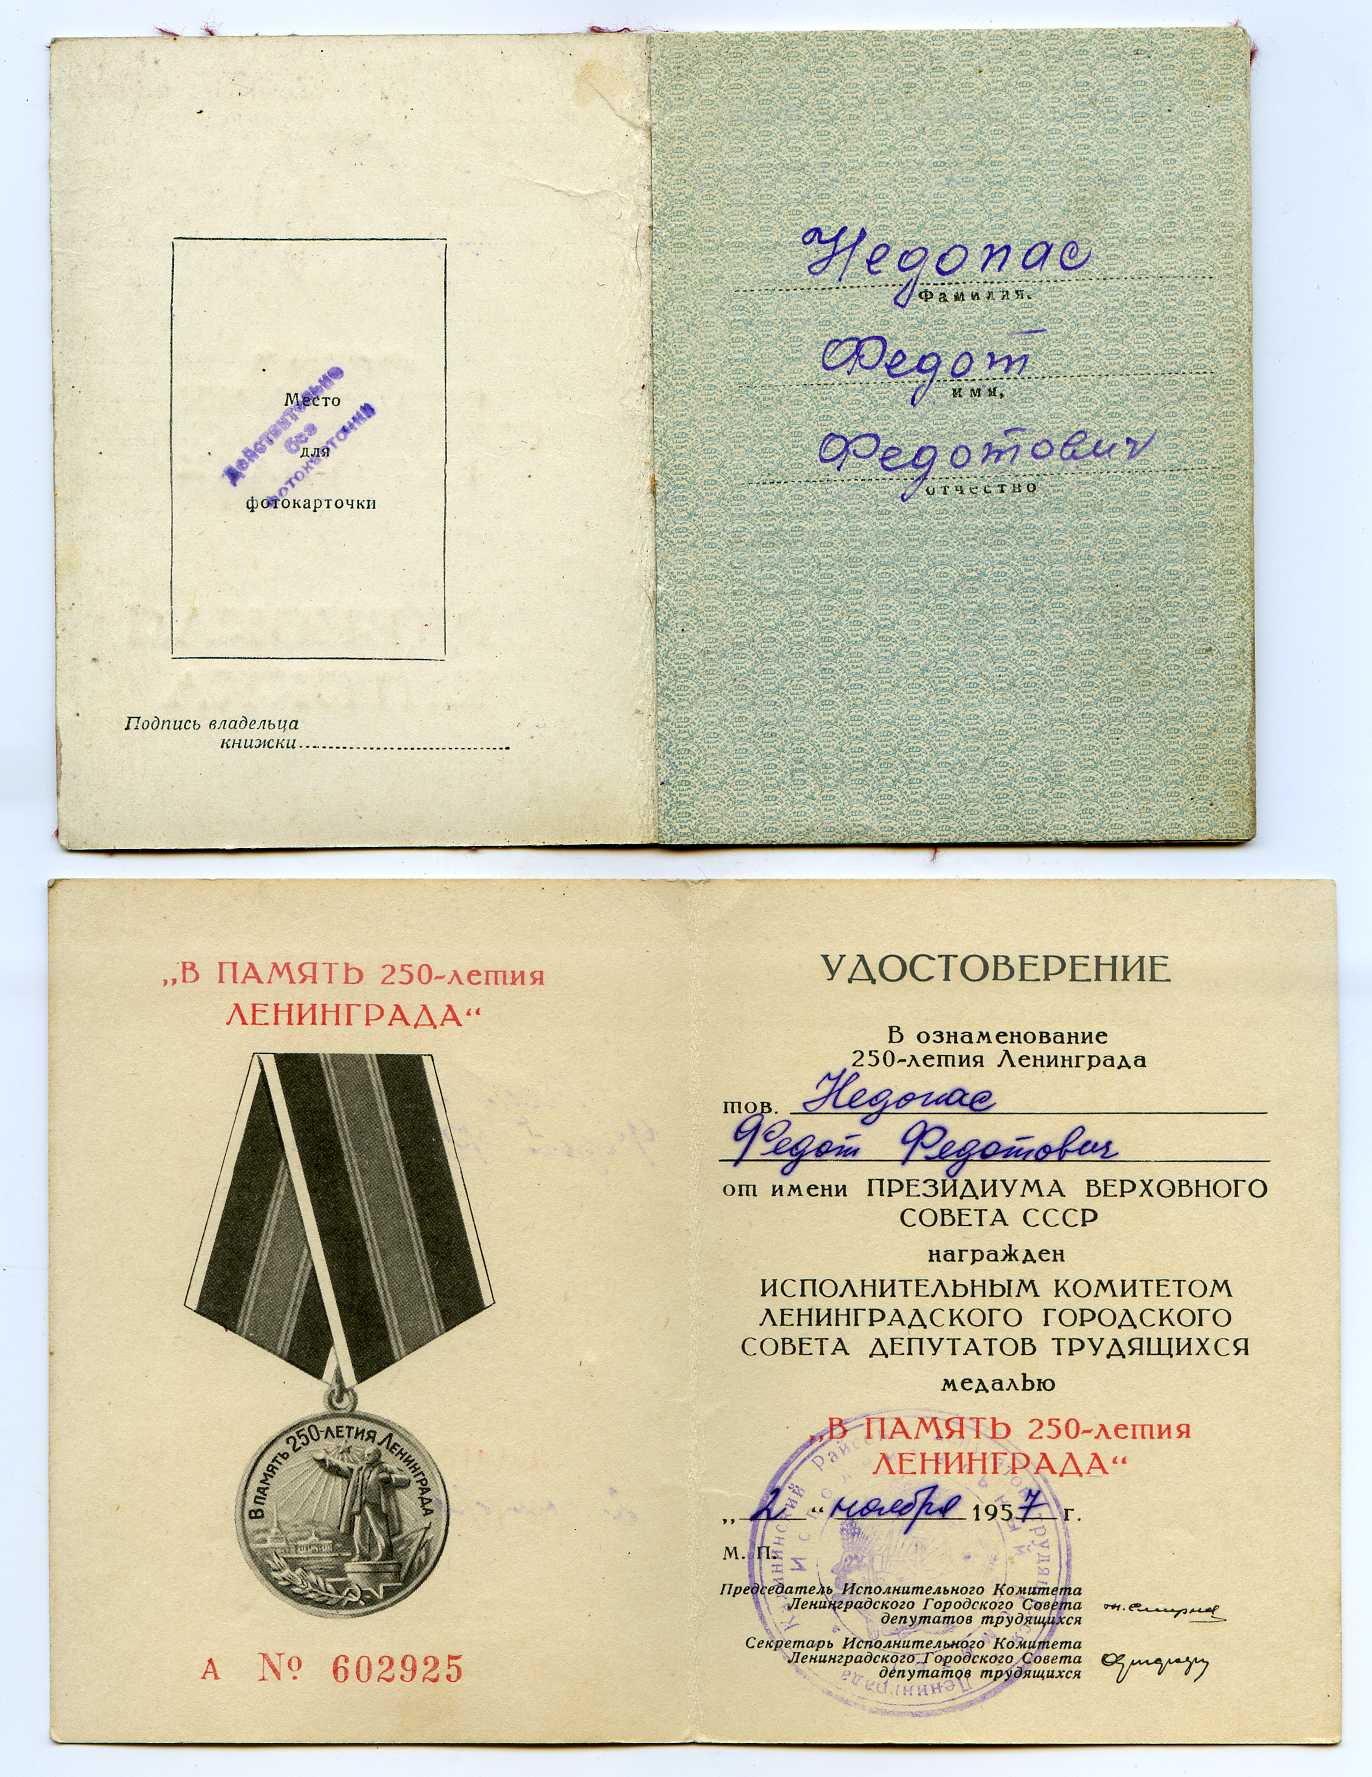 Место
для
фотокарточки
Действительно
без
фотокарточки
Подпись владельца
книжки
Недопас
Фамилия.
Федот
имя,
Федотович
отчество
„В ПАМЯТЬ 250-летия
ЛЕНИНГРАДА“
В ПАМЯТЬ 250-ЛЕТИЯ ЛЕНИНГРАДА
А № 602925
УДОСТОВЕРЕНИЕ
В ознаменование
250-летия Ленинграда
тов. Недопас
Федот Федотович
от имени ПРЕЗИДИУМА ВЕРХОВНОГО
СОВЕТА СССР
награжден
ИСПОЛНИТЕЛЬНЫМ КОМИТЕТОМ
ЛЕНИНГРАДСКОГО ГОРОДСКОГО
СОВЕТА ДЕПУТАТОВ ТРУДЯЩИХСЯ
медалью
„В ПАМЯТЬ 250-летия
ЛЕНИНГРАДА“
„2“ ноября 1957 г.
М. П.
Председатель Исполнительного Комитета
Ленинградского Городского Совета
депутатов трудящихся
Секретарь Исполнительного Комитета
Ленинградского Городского Совета
депутатов трудящихся